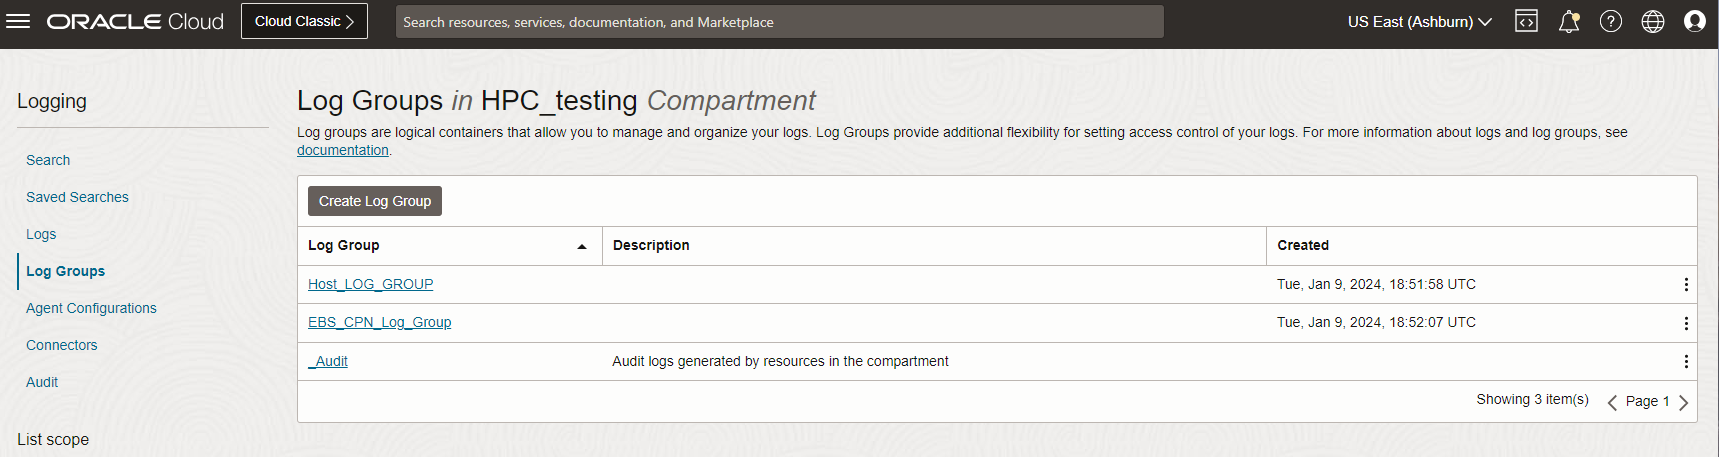 ORACLE Cloud
Cloud Classic
Search resources, services, documentation, and Marketplace
US East (Ashburn)
Logging
Search
Saved Searches
Logs
Log Groups
Agent Configurations
Connectors
Audit
List scope
Log Groups in HPC_testing Compartment
Log groups are logical containers that allow you to manage and organize your logs. Log Groups provide additional flexibility for setting access control of your logs. For more information about logs and log groups, see
documentation.
Create Log Group
Log Group Description Created
Host_LOG_GROUP Tue, Jan 9, 2024, 18:51:58 UTC
EBS_CPN_Log_Group Tue, Jan 9, 2024, 18:52:07 UTC
_Audit Audit logs generated by resources in the compartment
Showing 3 item(s) Page 1